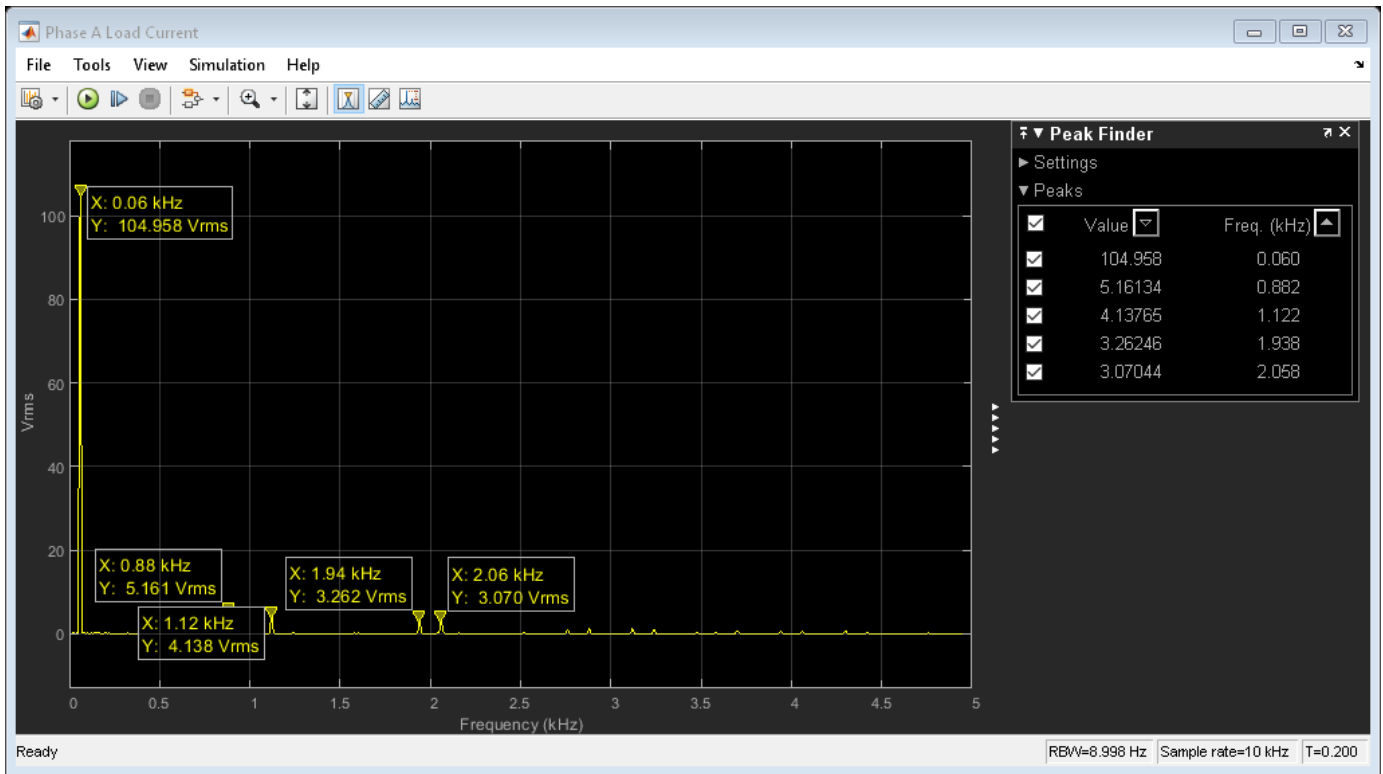 Phase A Load Current
File Tools View Simulation Help
X: 0.06 kHz
Y: 104.958 Vrms
X: 0.88 kHz
Y: 5.161 Vrms
X: 1.12 kHz
Y: 4.138 Vrms
X: 1.94 kHz
Y: 3.262 Vrms
X: 2.06 kHz
Y: 3.070 Vrms
100
80
60
40
20
0
Vrms
0 0.5 1 1.5 2 2.5 3 3.5 4 4.5 5
Frequency (kHz)
Peak Finder
Settings
Peaks
Value Freq. (kHz)
104.958 0.060
5.16134 0.882
4.13765 1.122
3.26246 1.938
3.07044 2.058
Ready
RBW=8.998 Hz Sample rate=10 kHz T=0.200